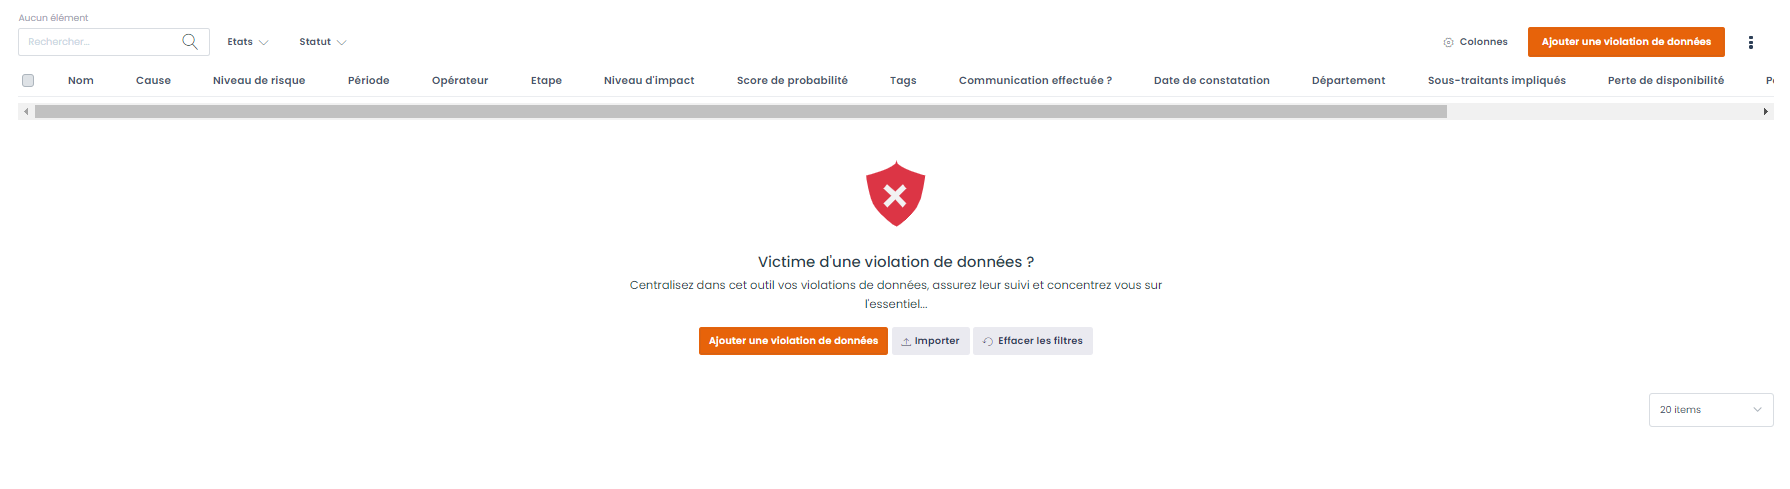 Aucun élément
Rechercher...
Etats
Statut
Colonnes
Ajouter une violation de données
Nom Cause Niveau de risque Période Opérateur Etape Niveau d'impact Score de probabilité Tags Communication effectuée ? Date de constatation Département Sous-traitants impliqués Perte de disponibilité
Victime d'une violation de données ?
Centralisez dans cet outil vos violations de données, assurez leur suivi et concentrez vous sur
l'essentiel...
Ajouter une violation de données
Importer
Effacer les filtres
20 items